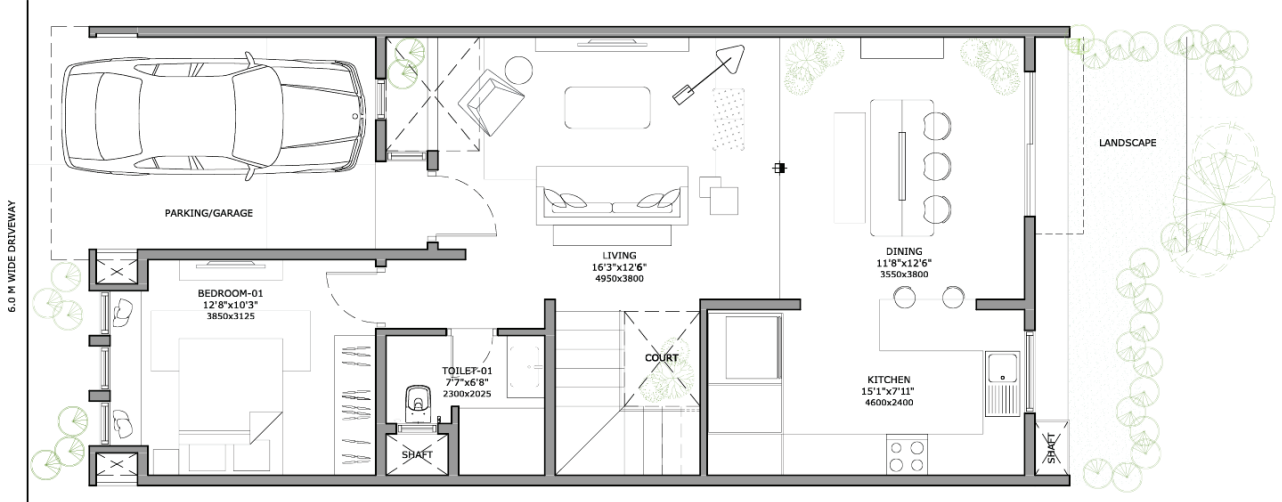 6.0 M WIDE DRIVEWAY
PARKING/GARAGE
LANDSCAPE
LIVING
16'3"x12'6"
4950x3800
DINING
11'8"x12'6"
3550x3800
BEDROOM-01
12'8"x10'3"
3850x3125
TOILET-01
7'7"x6'8"
2300x2025
COURT
KITCHEN
15'1"x7'11"
4600x2400
SHAFT
SHAFT